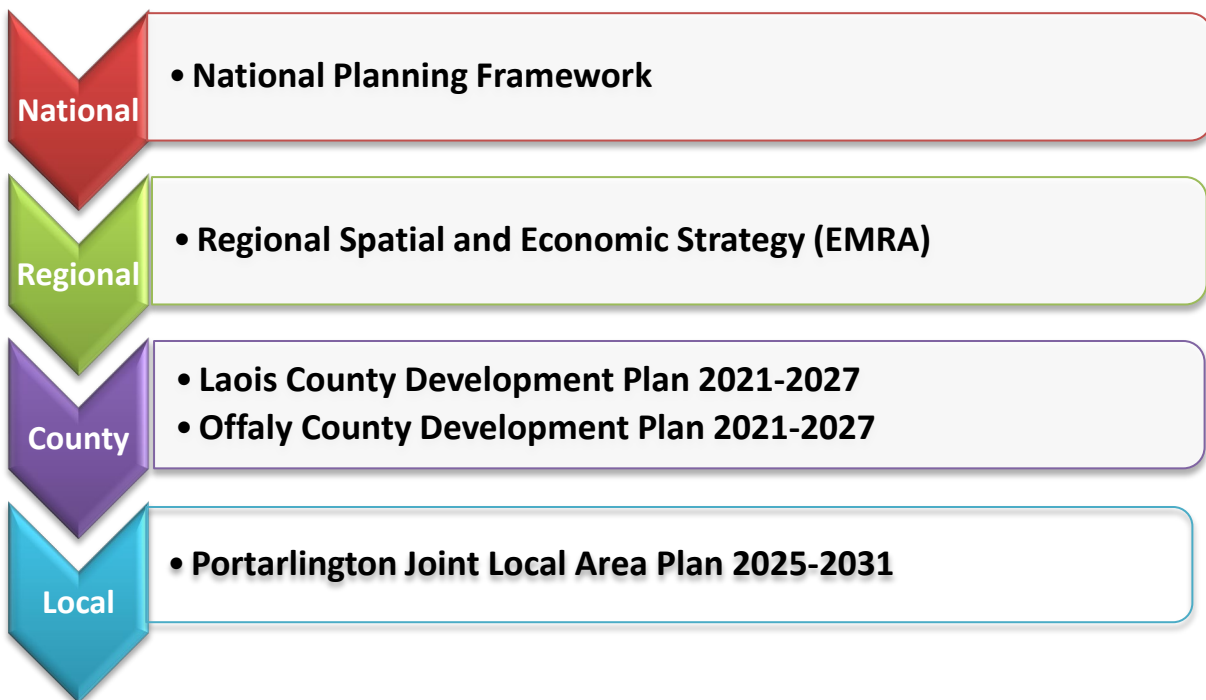 National
• National Planning Framework
Regional
• Regional Spatial and Economic Strategy (EMRA)
County
• Laois County Development Plan 2021-2027
• Offaly County Development Plan 2021-2027
Local
• Portarlington Joint Local Area Plan 2025-2031